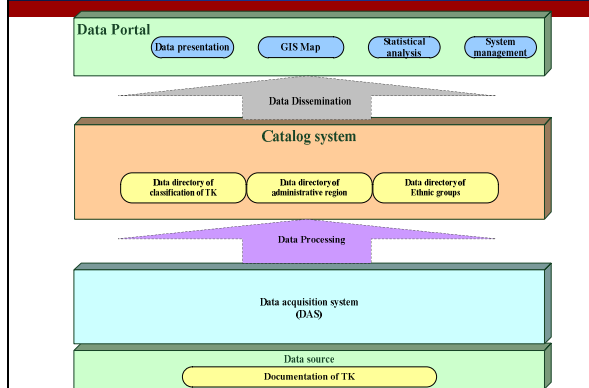 Data Portal
Data presentation
GIS Map
Statistical
analysis
System
management
Data Dissemination
Catalog system
Data directory of
classification of TK
Data directory of
administrative region
Data directory of
Ethnic groups
Data Processing
Data acquisition system
(DAS)
Data source
Documentation of TK